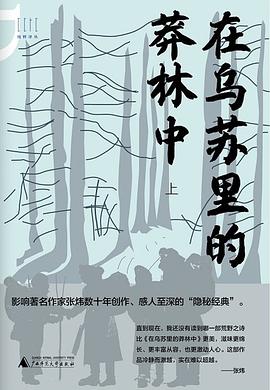 在乌苏里的
莽林中
上
影响著名作家张炜数十年创作、感人至深的“隐秘经典”。
直到现在，我还没有读到哪一部荒野之诗
比《在乌苏里的莽林中》更美，滋味更绵
长、更丰富从容，也更激动人心。这部作
品冷静而激越，实在难以超越。
——张炜
广西师范大学出版社